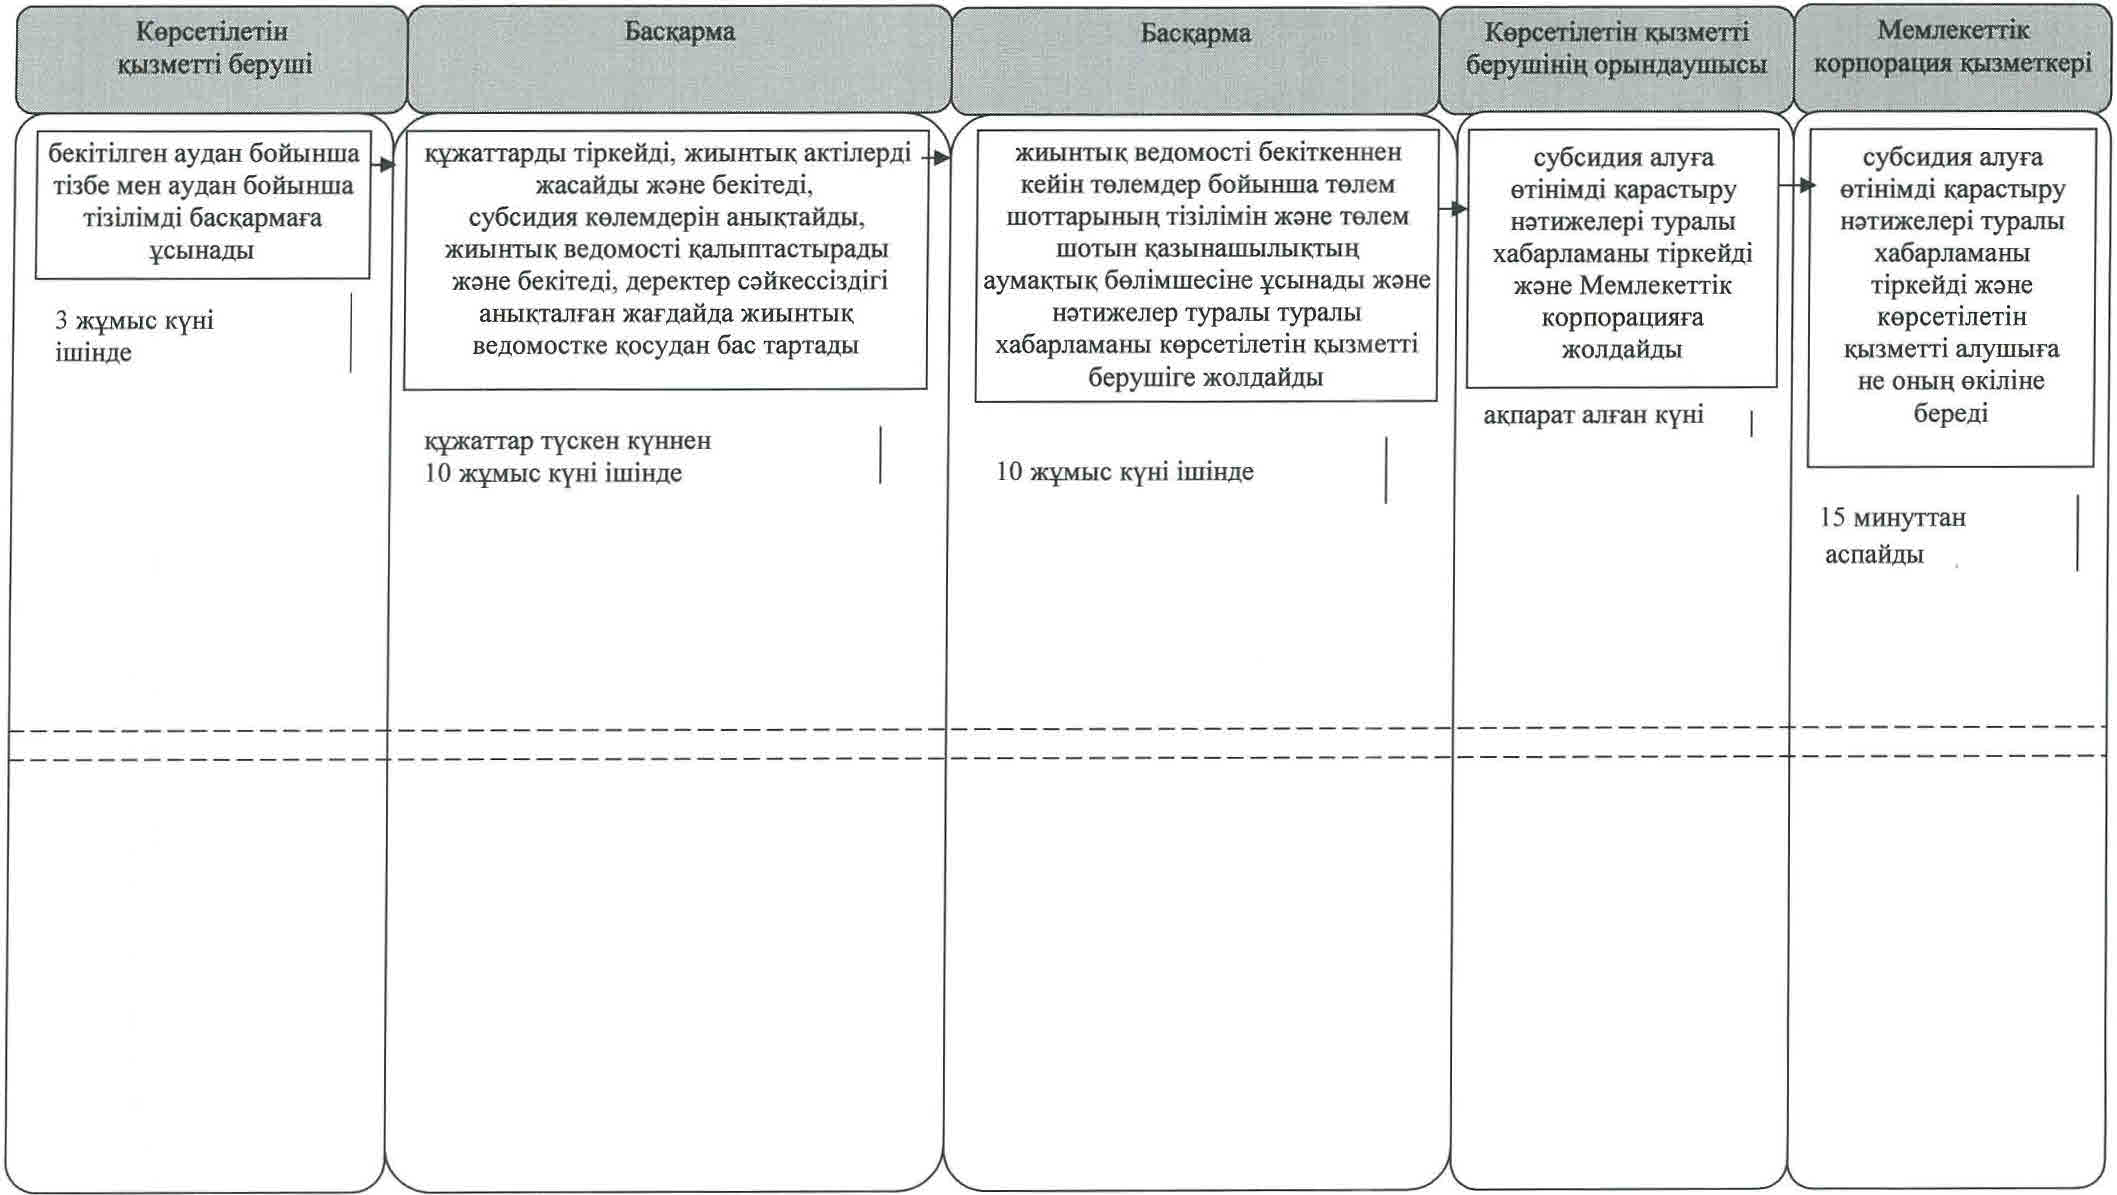 Көрсетілетін
қызметті беруші
Басқарма
Басқарма
Көрсетілетін қызметті
берушінің орындаушысы
Мемлекеттік
корпорация қызметкері
бекітілген аудан бойынша
тізбе мен аудан бойынша
тізілімді басқармаға
ұсынады
3 жұмыс күні
ішінде
құжаттарды тіркейді, жиынтық актілерді
жасайды және бекітеді,
субсидия көлемдерін анықтайды,
жиынтық ведомості қалыптастырады
және бекітеді, деректер сәйкессіздігі
анықталған жағдайда жиынтық
ведомостке қосудан бас тартады
құжаттар түскен күннен
10 жұмыс күні ішінде
жиынтық ведомості бекіткеннен
кейін төлемдер бойынша төлем
шоттарының тізілімін және төлем
шотын қазынашылықтың
аумақтық бөлімшесіне ұсынады және
нәтижелер туралы туралы
хабарламаны көрсетілетін қызметті
берушіге жолдайды
10 жұмыс күні ішінде
субсидия алуға
өтінімді қарастыру
нәтижелері туралы
хабарламаны тіркейді
және Мемлекеттік
корпорацияға
жолдайды
ақпарат алған күні
субсидия алуға
өтінімді қарастыру
нәтижелері туралы
хабарламаны
тіркейді және
көрсетілетін
қызметті алушыға
не оның өкіліне
береді
15 минуттан
аспайды